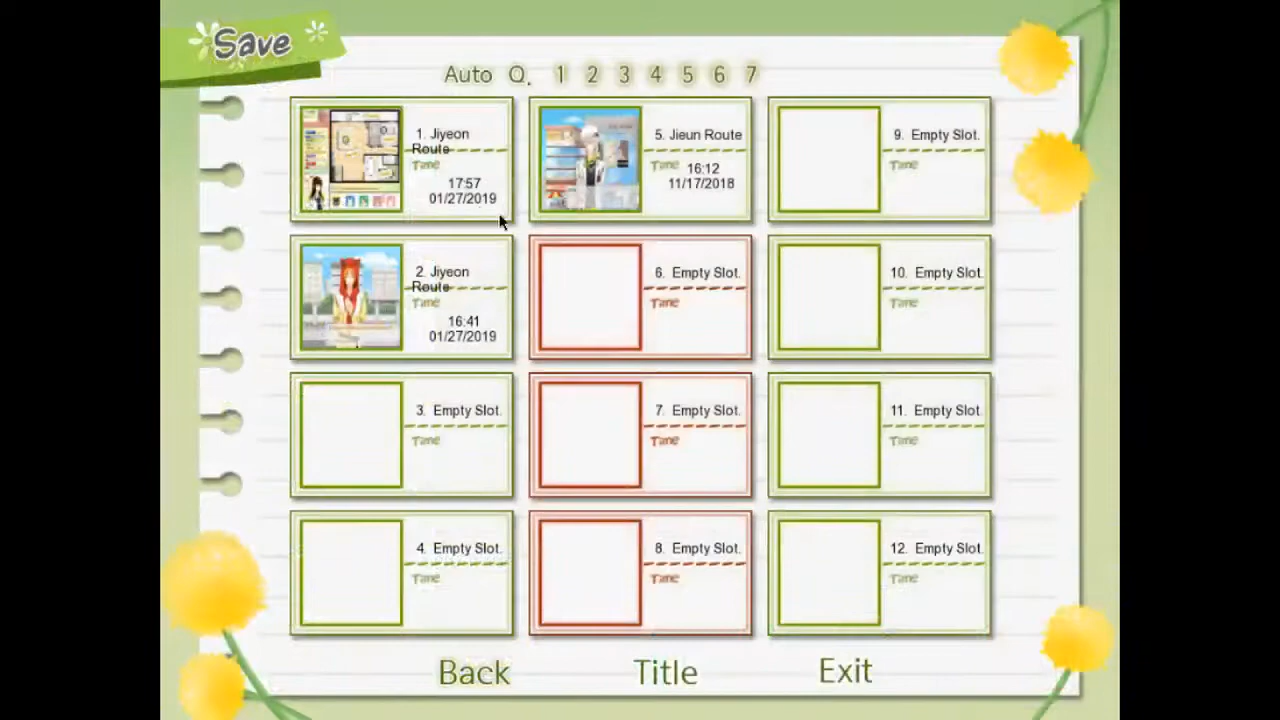 Save
Auto Q. 1 2 3 4 5 6 7
1. Jiyeon
Route
Time
17:57
01/27/2019
5. Jieun Route
Time
16:12
11/17/2018
9. Empty Slot.
Time
2. Jiyeon
Route
Time
16:41
01/27/2019
6. Empty Slot.
Time
10. Empty Slot.
Time
3. Empty Slot.
Time
7. Empty Slot.
Time
11. Empty Slot.
Time
4. Empty Slot.
Time
8. Empty Slot.
Time
12. Empty Slot.
Time
Back Title Exit